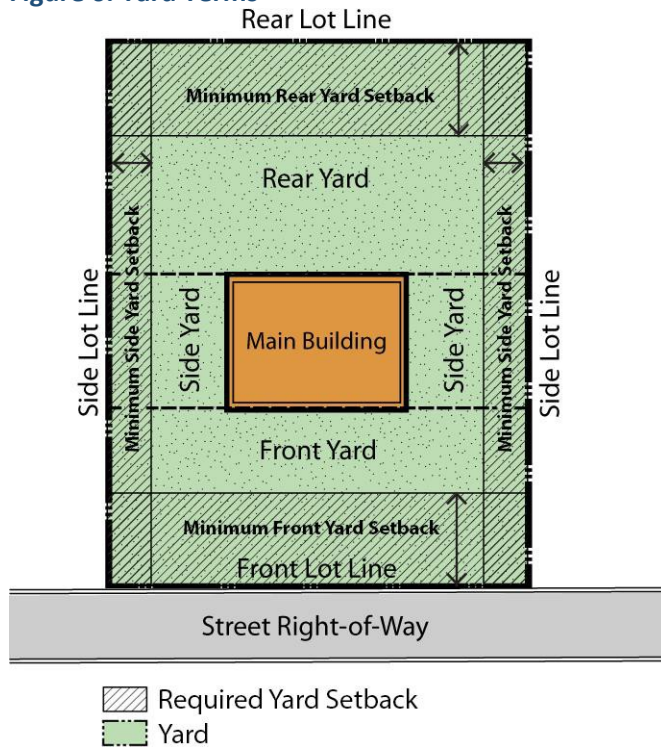 Figure 6. Yard Terms
Rear Lot Line
Minimum Rear Yard Setback
Rear Yard
Side Lot Line
Minimum Side Yard Setback
Side Yard
Main Building
Side Yard
Minimum Side Yard Setback
Side Lot Line
Front Yard
Minimum Front Yard Setback
Front Lot Line
Street Right-of-Way
Required Yard Setback
Yard